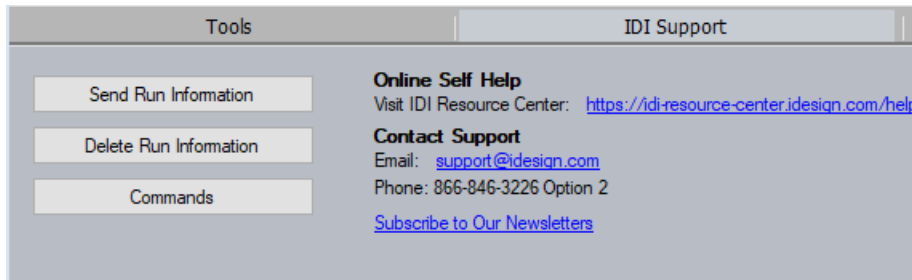 Tools
IDI Support
Send Run Information
Delete Run Information
Commands
Online Self Help
Visit IDI Resource Center: https://idi-resource-center.idesign.com/help
Contact Support
Email: support@idesign.com
Phone: 866-846-3226 Option 2
Subscribe to Our Newsletters